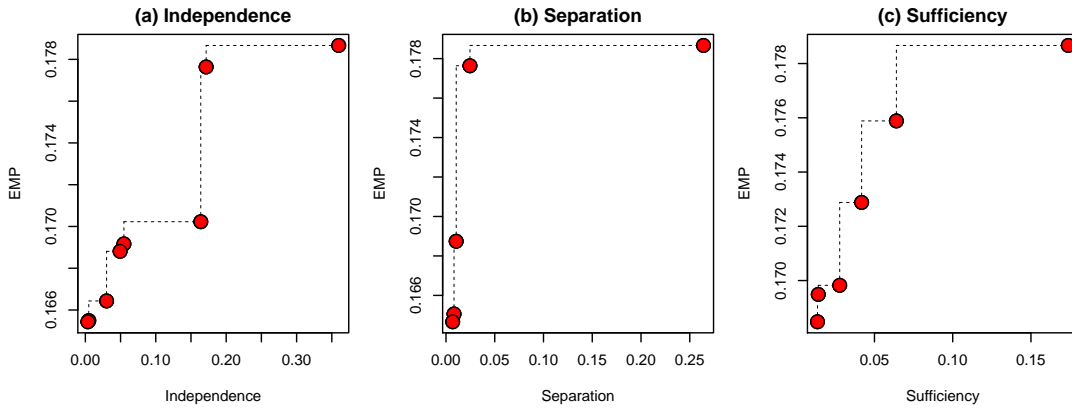 (a) Independence
EMP
0.178
0.174
0.170
0.166
0.00 0.10 0.20 0.30
Independence
(b) Separation
EMP
0.178
0.174
0.170
0.166
0.00 0.05 0.10 0.15 0.20 0.25
Separation
(c) Sufficiency
EMP
0.178
0.176
0.174
0.172
0.170
0.05 0.10 0.15
Sufficiency